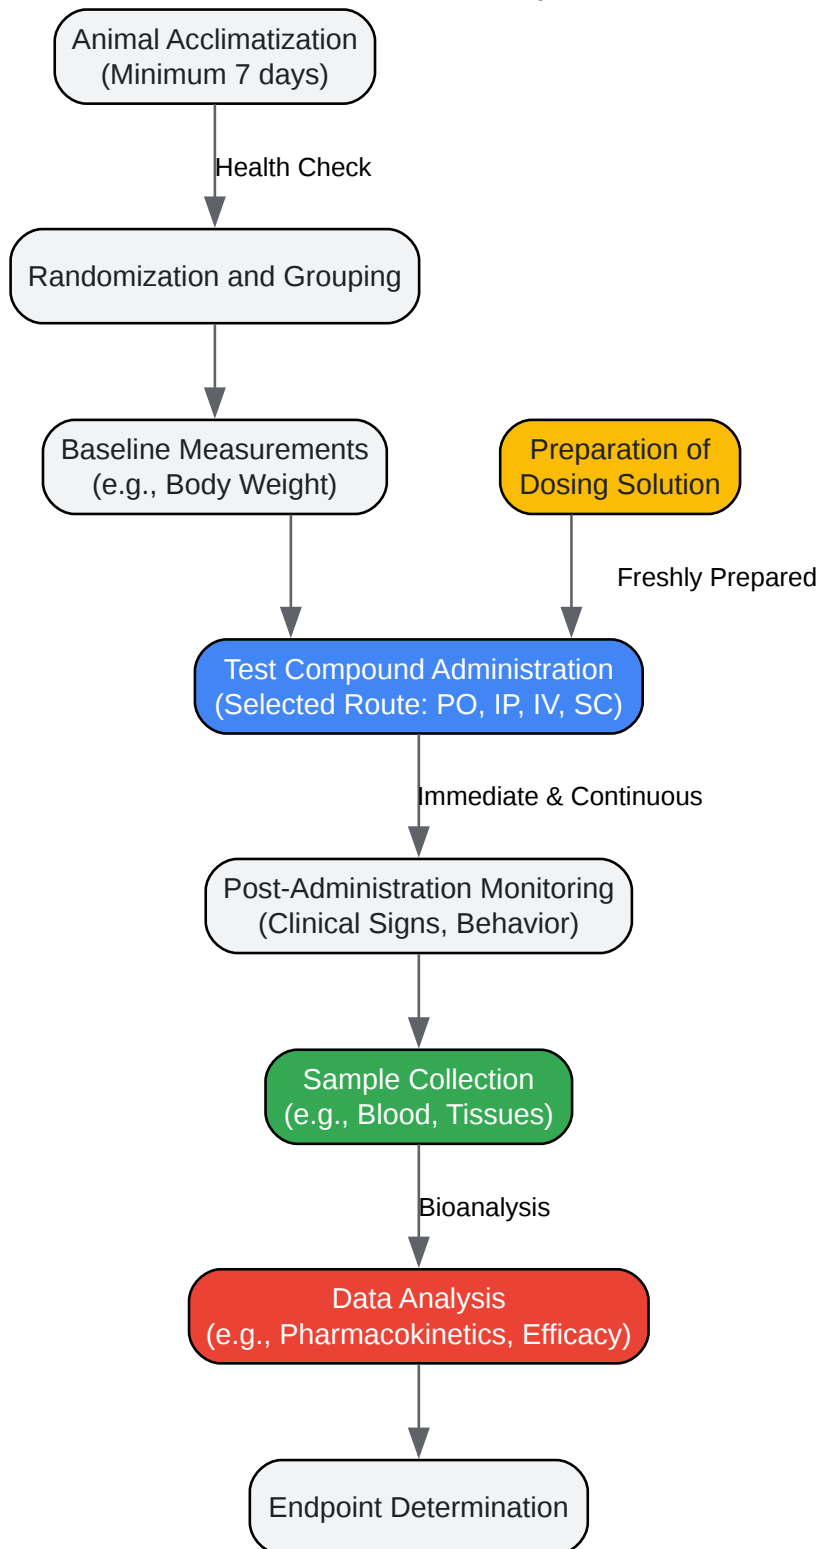 Animal Acclimatization
(Minimum 7 days)
Health Check
Randomization and Grouping
Baseline Measurements
(e.g., Body Weight)
Preparation of
Dosing Solution
Freshly Prepared
Test Compound Administration
(Selected Route: PO, IP, IV, SC)
Immediate & Continuous
Post-Administration Monitoring
(Clinical Signs, Behavior)
Sample Collection
(e.g., Blood, Tissues)
Bioanalysis
Data Analysis
(e.g., Pharmacokinetics, Efficacy)
Endpoint Determination